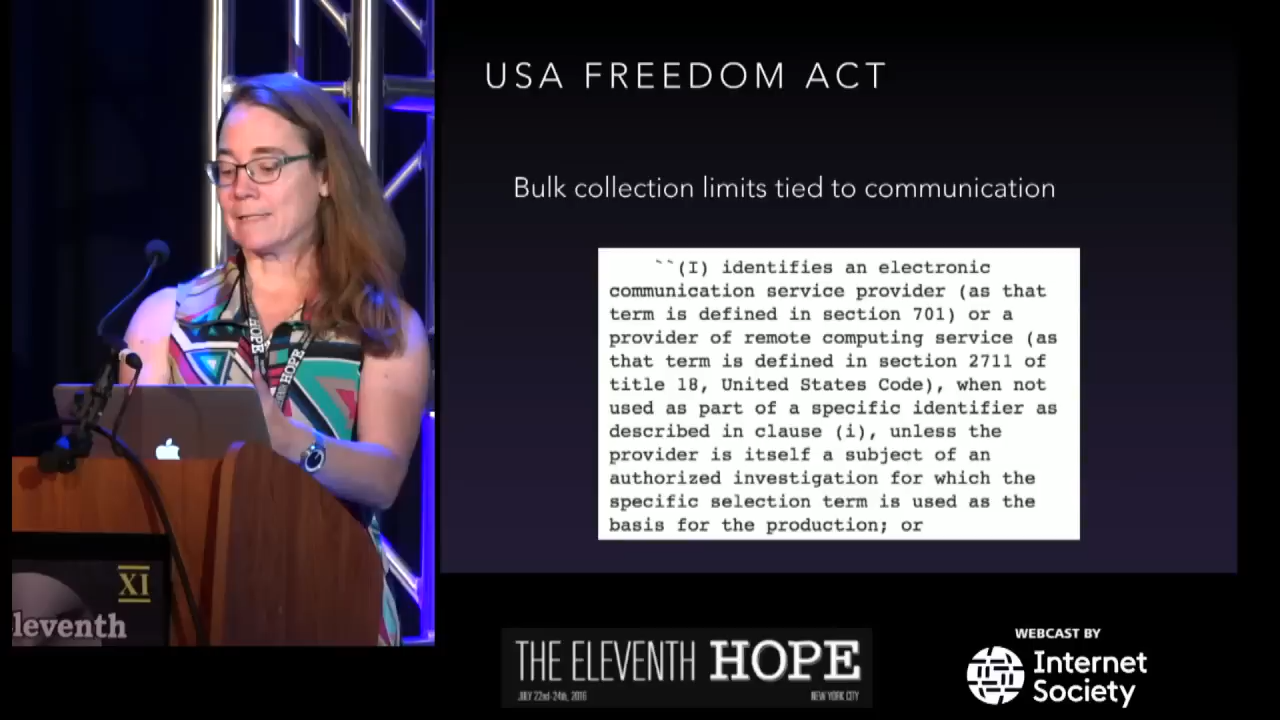 USA FREEDOM ACT
Bulk collection limits tied to communication
``(I) identifies an electronic
communication service provider (as that
term is defined in section 701) or a
provider of remote computing service (as
that term is defined in section 2711 of
title 18, United States Code), when not
used as part of a specific identifier as
described in clause (i), unless the
provider is itself a subject of an
authorized investigation for which the
specific selection term is used as the
basis for the production; or
HOPE
HOPE
XI
leventh
THE ELEVENTH HOPE
JULY 22nd-24th, 2016
NEW YORK CITY
WEBCAST BY
Internet
Society